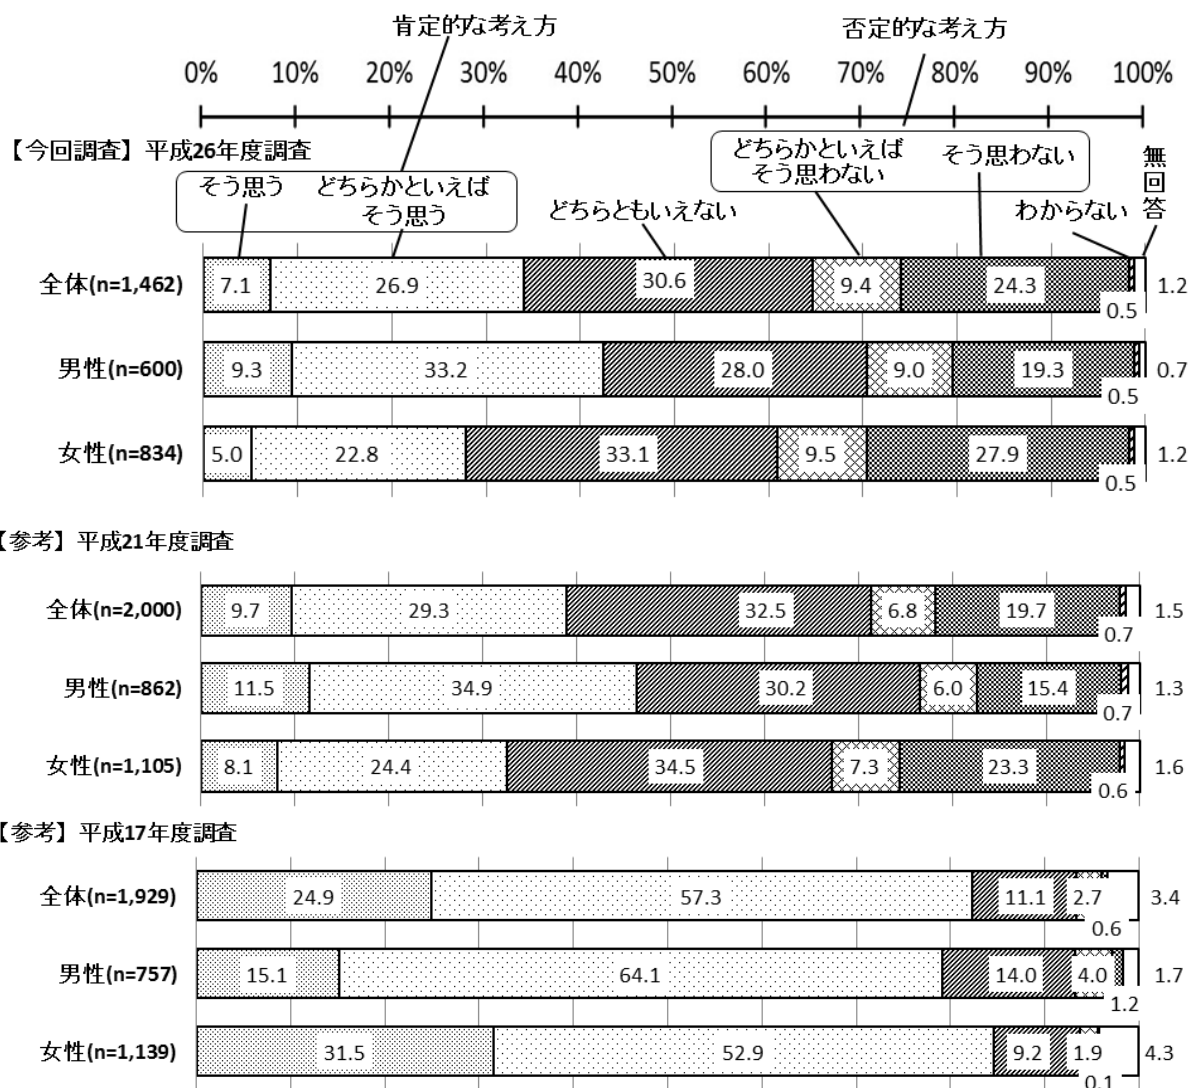 肯定的な考え方
否定的な考え方
0% 10% 20% 30% 40% 50% 60% 70% 80% 90% 100%
【今回調査】平成26年度調査
そう思う
どちらかといえば
そう思う
どちらともいえない
どちらかといえば
そう思わない
そう思わない
わからない
無回答
全体(n=1,462) 7.1 26.9 30.6 9.4 24.3 0.5 1.2
男性(n=600) 9.3 33.2 28.0 9.0 19.3 0.5 0.7
女性(n=834) 5.0 22.8 33.1 9.5 27.9 0.5 1.2
【参考】平成21年度調査
全体(n=2,000) 9.7 29.3 32.5 6.8 19.7 0.7 1.5
男性(n=862) 11.5 34.9 30.2 6.0 15.4 0.7 1.3
女性(n=1,105) 8.1 24.4 34.5 7.3 23.3 0.6 1.6
【参考】平成17年度調査
全体(n=1,929) 24.9 57.3 11.1 2.7 0.6 3.4
男性(n=757) 15.1 64.1 14.0 4.0 1.2 1.7
女性(n=1,139) 31.5 52.9 9.2 1.9 0.1 4.3